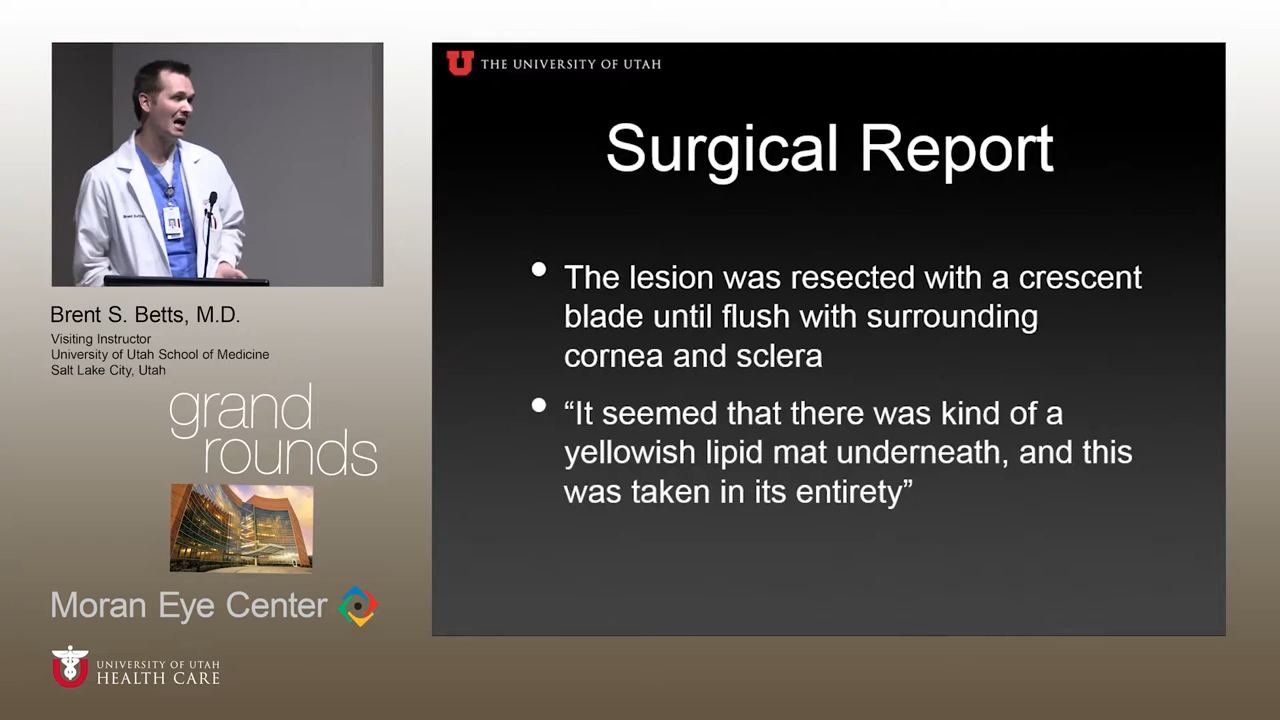 THE UNIVERSITY OF UTAH
Surgical Report
• The lesion was resected with a crescent
blade until flush with surrounding
cornea and sclera
• “It seemed that there was kind of a
yellowish lipid mat underneath, and this
was taken in its entirety”
Brent S. Betts, M.D.
Visiting Instructor
University of Utah School of Medicine
Salt Lake City, Utah
grand
rounds
Moran Eye Center
UNIVERSITY OF UTAH
HEALTH CARE